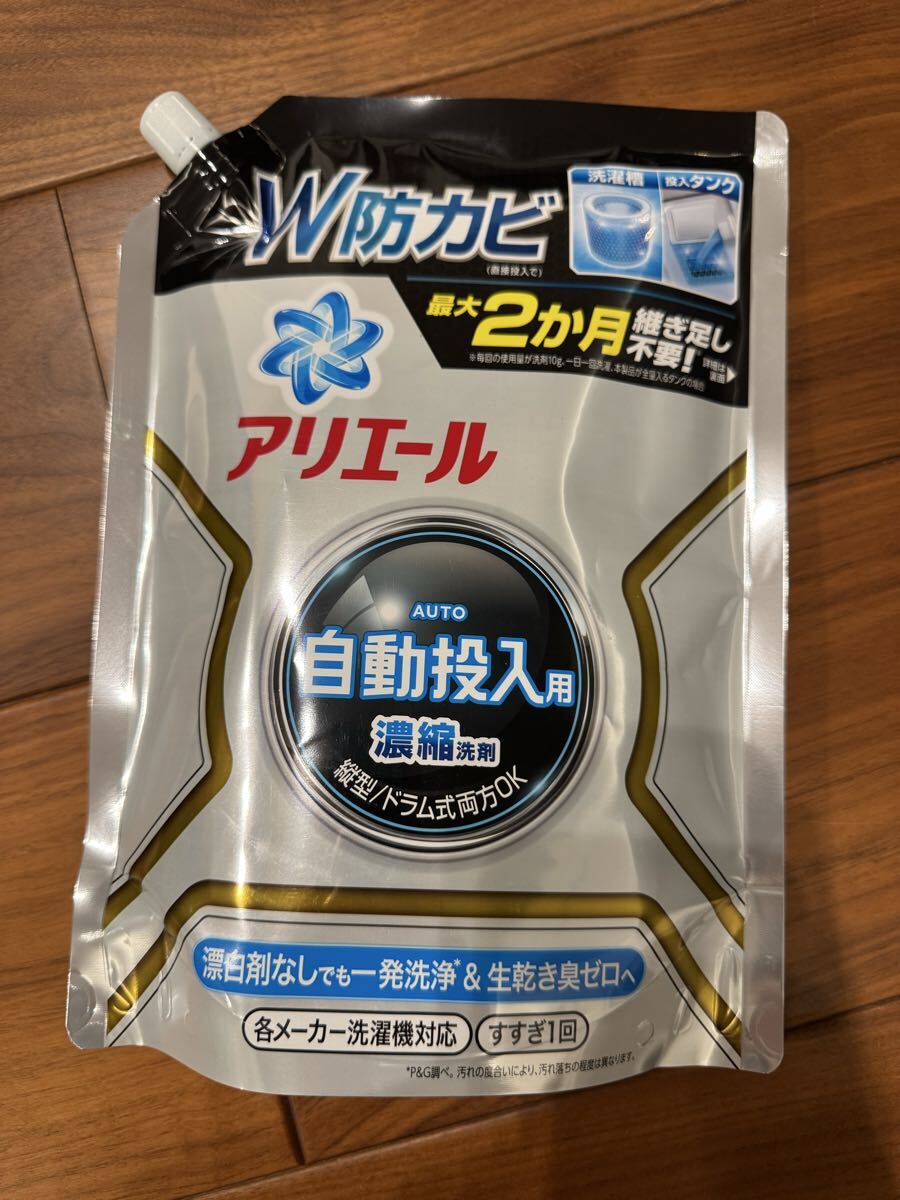 W防カビ
(直接投入で)
洗濯槽
投入タンク
最大2か月
継ぎ足し
不要!
詳細は
裏面
※毎回の使用量が洗剤10g、一日一回洗濯、本製品が全量入るタンクの場合
アリエール
AUTO
自動投入用
濃縮洗剤
縦型/ドラム式両方OK
漂白剤なしでも一発洗浄*&生乾き臭ゼロへ
各メーカー洗濯機対応
すすぎ1回
*P&G調べ。汚れの度合いにより、汚れ落ちの程度は異なります。